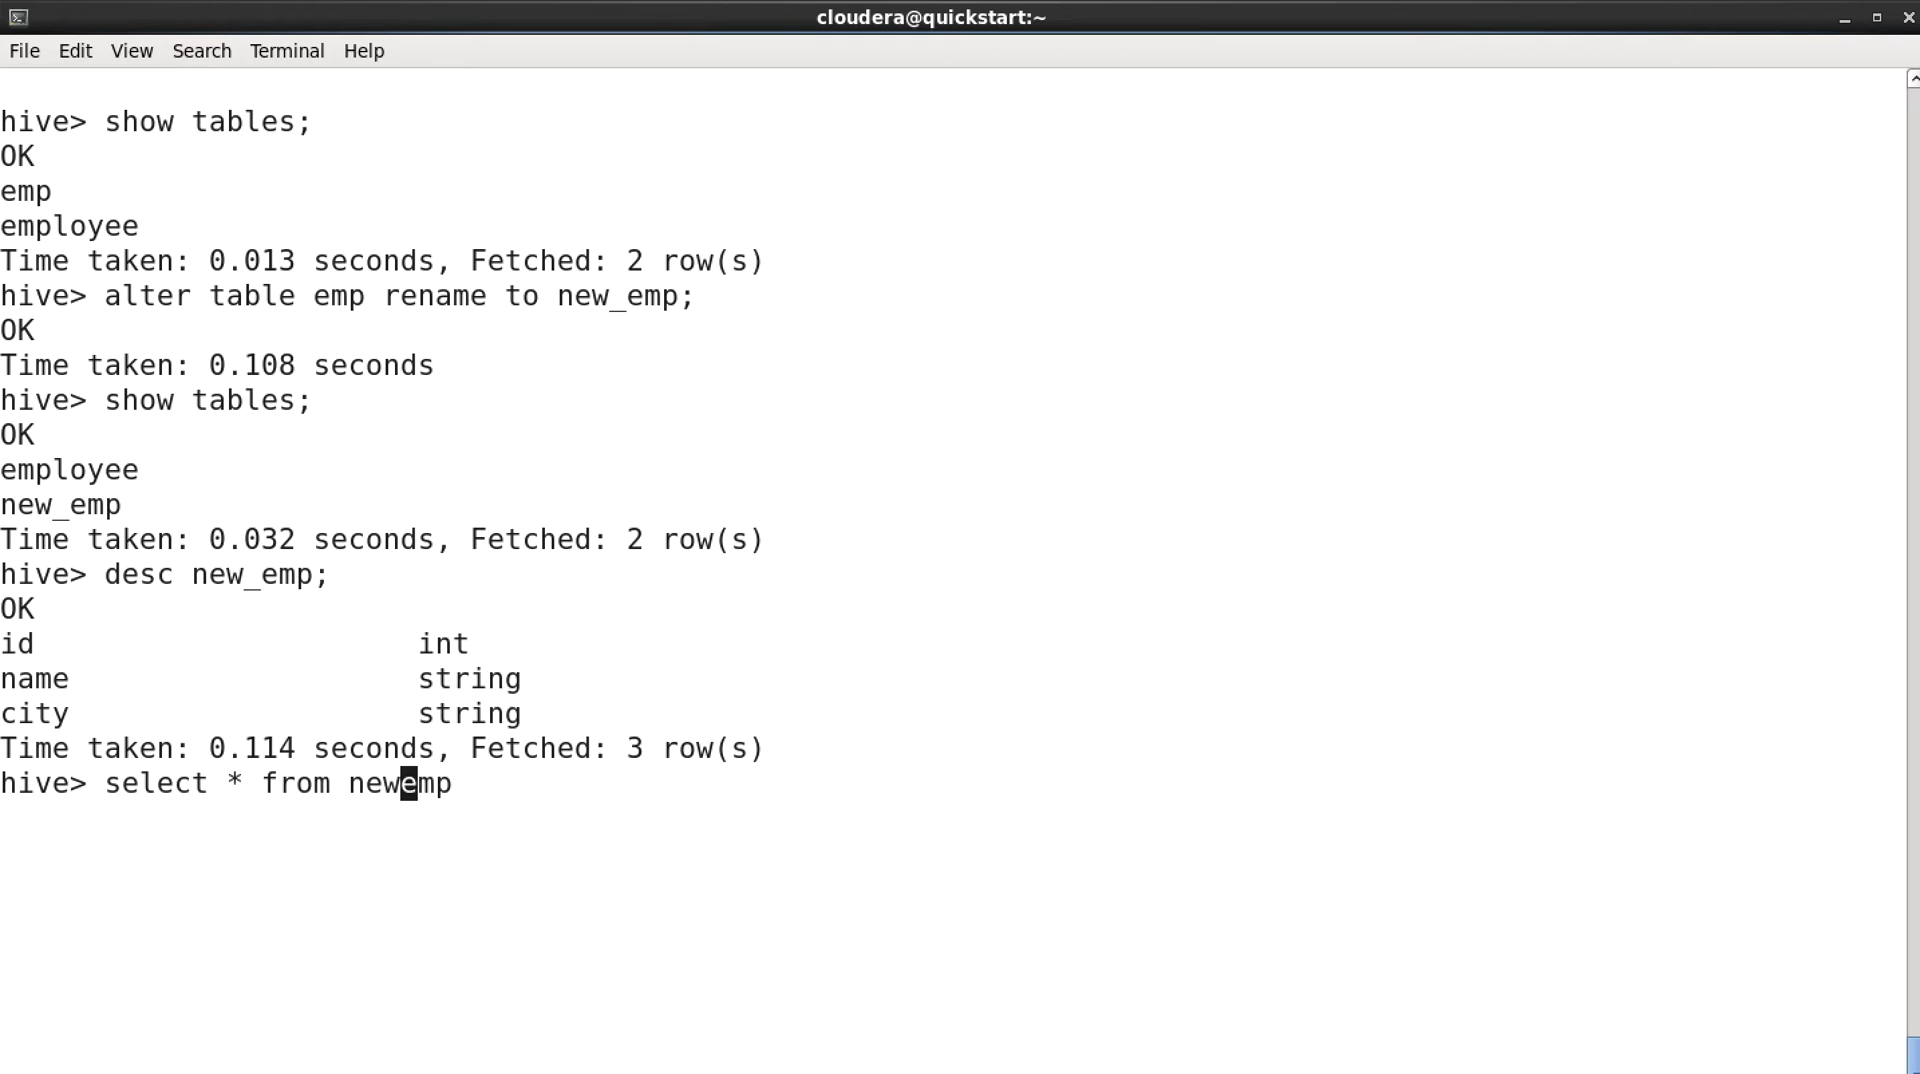 cloudera@quickstart:~
File Edit View Search Terminal Help
hive> show tables;
OK
emp
employee
Time taken: 0.013 seconds, Fetched: 2 row(s)
hive> alter table emp rename to new_emp;
OK
Time taken: 0.108 seconds
hive> show tables;
OK
employee
new_emp
Time taken: 0.032 seconds, Fetched: 2 row(s)
hive> desc new_emp;
OK
id int
name string
city string
Time taken: 0.114 seconds, Fetched: 3 row(s)
hive> select * from newemp